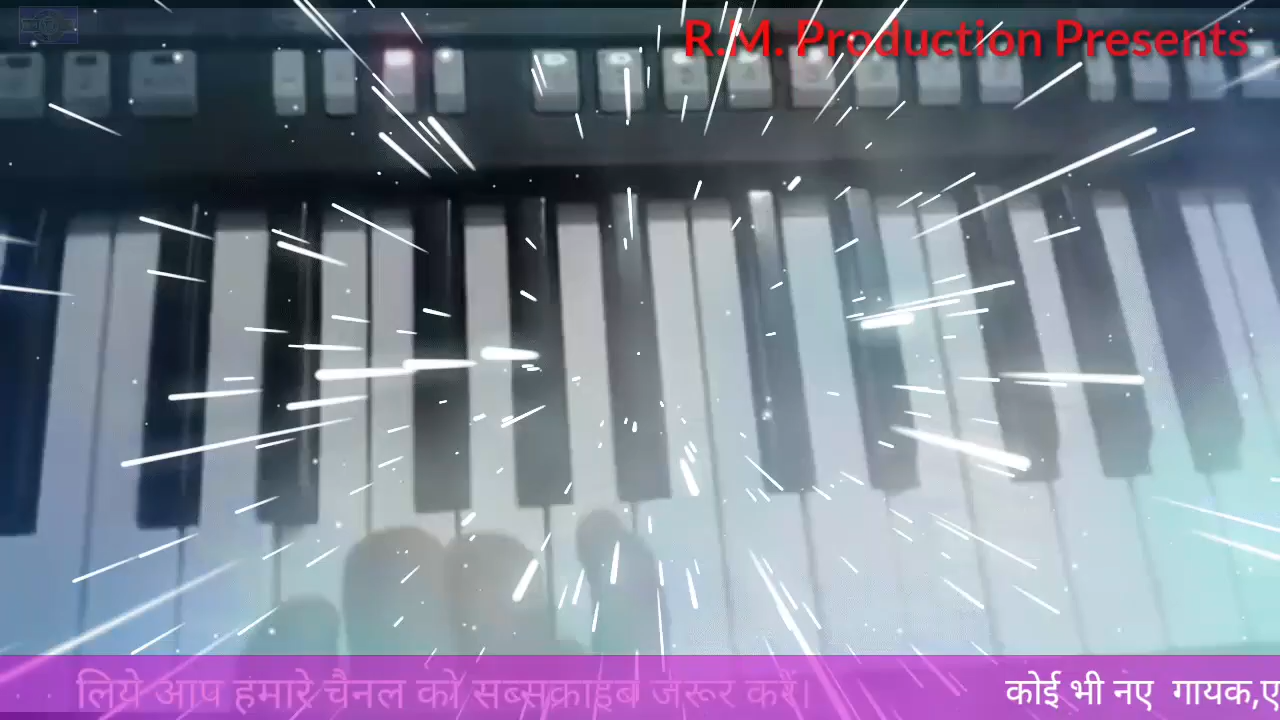 R.M. Production Presents
लिये आप हमारे चैनल को सब्सक्राइब जरूर करें। कोई भी नए गायक,ए